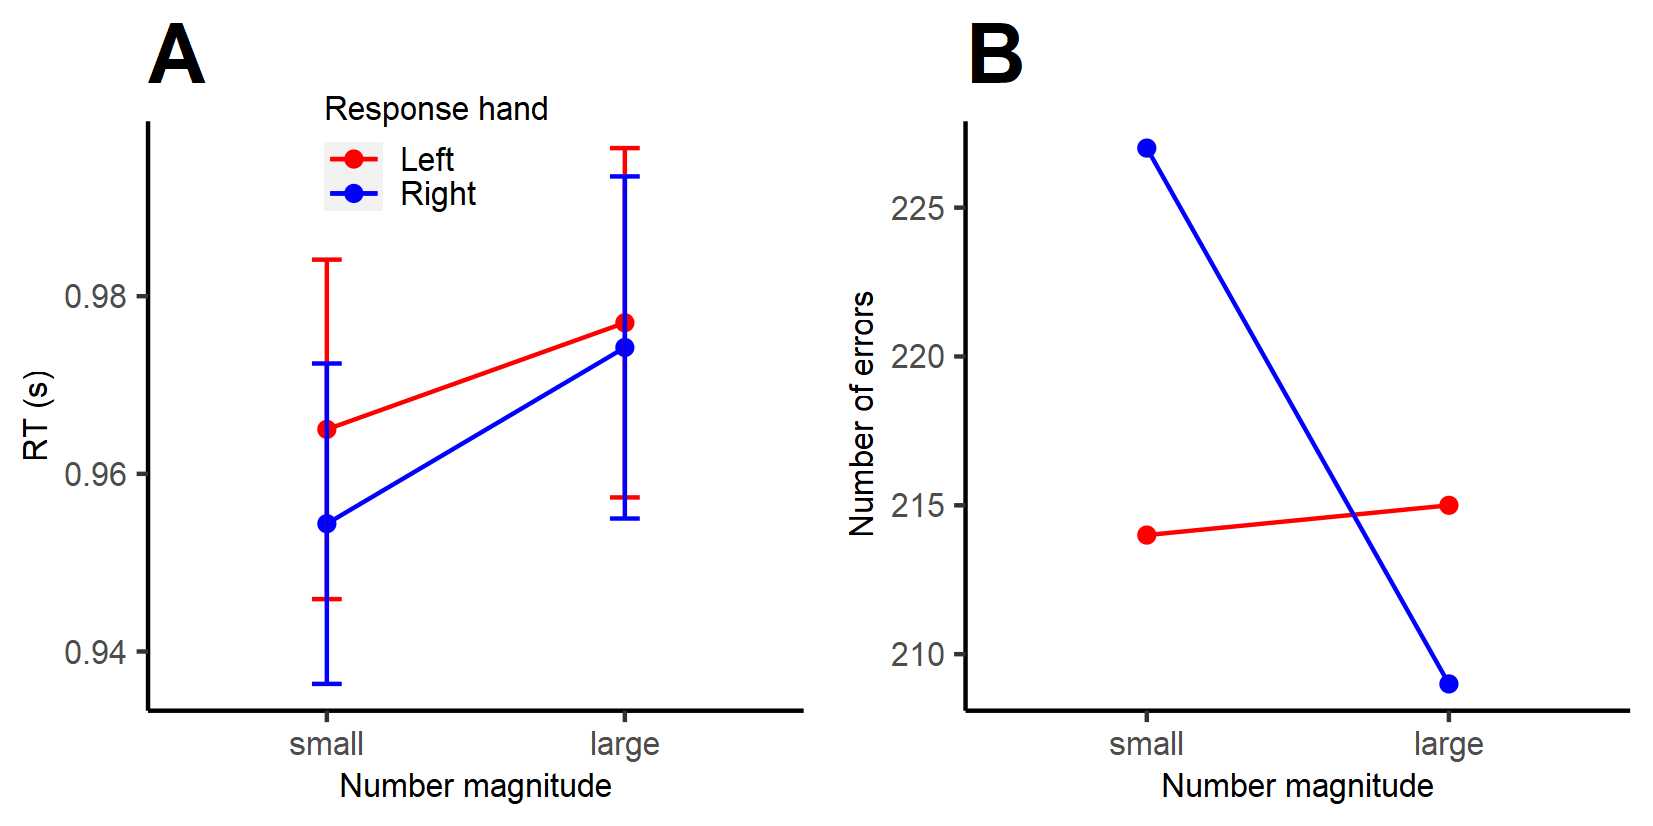 A
Response hand
Left
Right
0.98
0.96
0.94
RT (s)
small
large
Number magnitude
B
225
220
215
210
Number of errors
small
large
Number magnitude